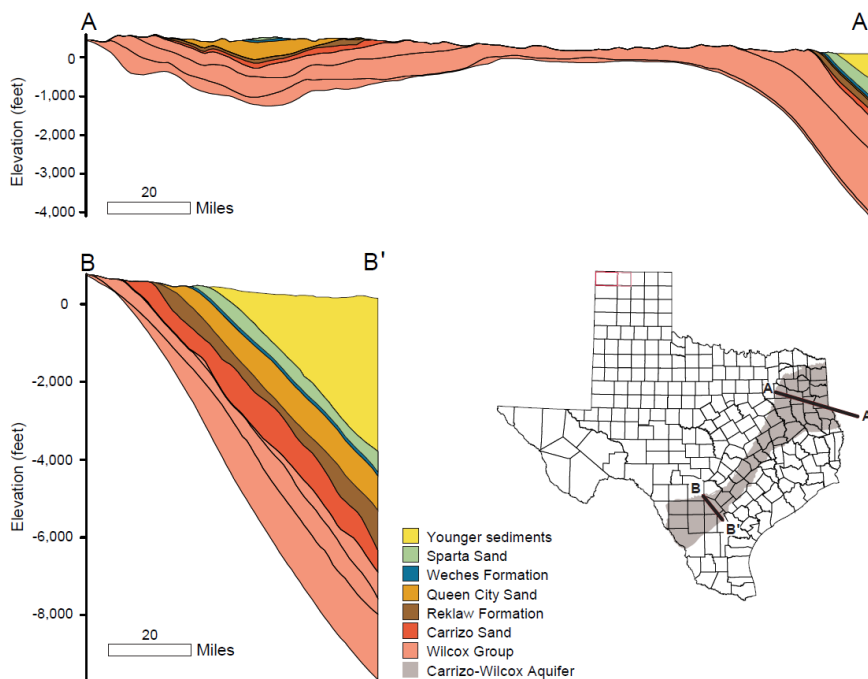 A
A
Elevation (feet)
0
-1,000
-2,000
-3,000
-4,000
20
Miles
B
B'
Elevation (feet)
0
-2,000
-4,000
-6,000
-8,000
20
Miles
Younger sediments
Sparta Sand
Weches Formation
Queen City Sand
Reklaw Formation
Carrizo Sand
Wilcox Group
Carrizo-Wilcox Aquifer
A
A
B
B'